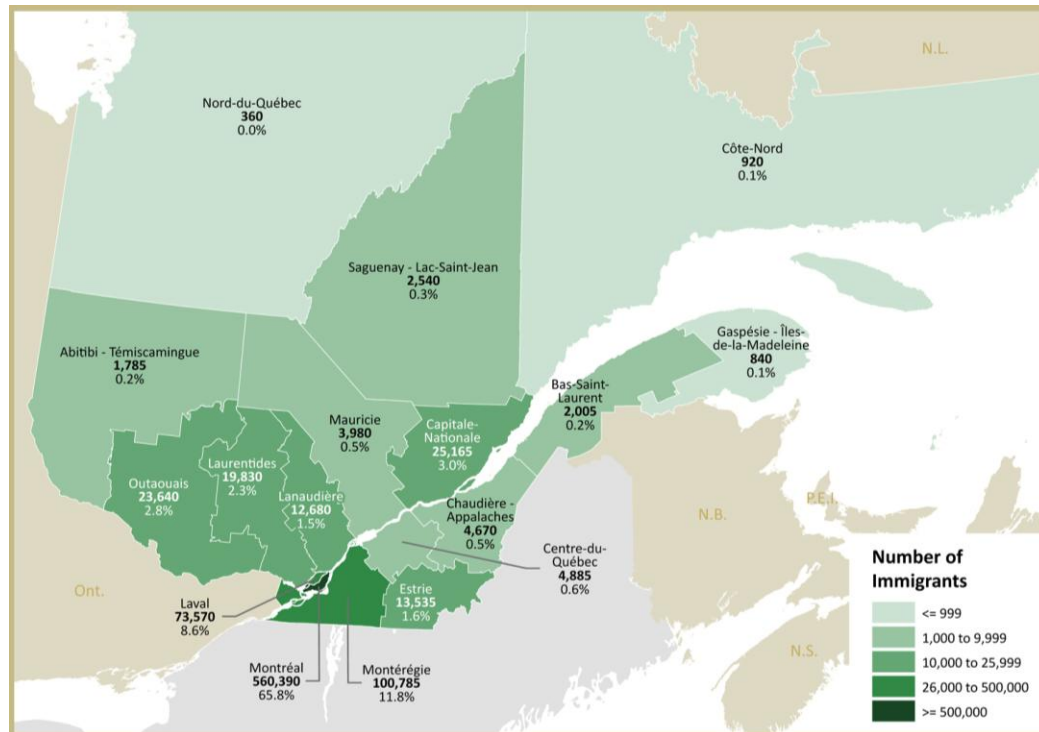 N.L.
Nord-du-Québec
360
0.0%
Côte-Nord
920
0.1%
Saguenay - Lac-Saint-Jean
2,540
0.3%
Gaspésie - Îles-
de-la-Madeleine
840
0.1%
Abitibi - Témiscamingue
1,785
0.2%
Bas-Saint-
Laurent
2,005
0.2%
Mauricie
3,980
0.5%
Capitale-
Nationale
25,165
3.0%
Laurentides
19,830
2.3%
Outaouais
23,640
2.8%
Lanaudière
12,680
1.5%
Chaudière -
Appalaches
4,670
0.5%
P.E.I.
N.B.
Centre-du-
Québec
4,885
0.6%
Ont.
Laval
73,570
8.6%
Estrie
13,535
1.6%
Montréal
560,390
65.8%
Montérégie
100,785
11.8%
N.S.
Number of
Immigrants
<= 999
1,000 to 9,999
10,000 to 25,999
26,000 to 500,000
>= 500,000